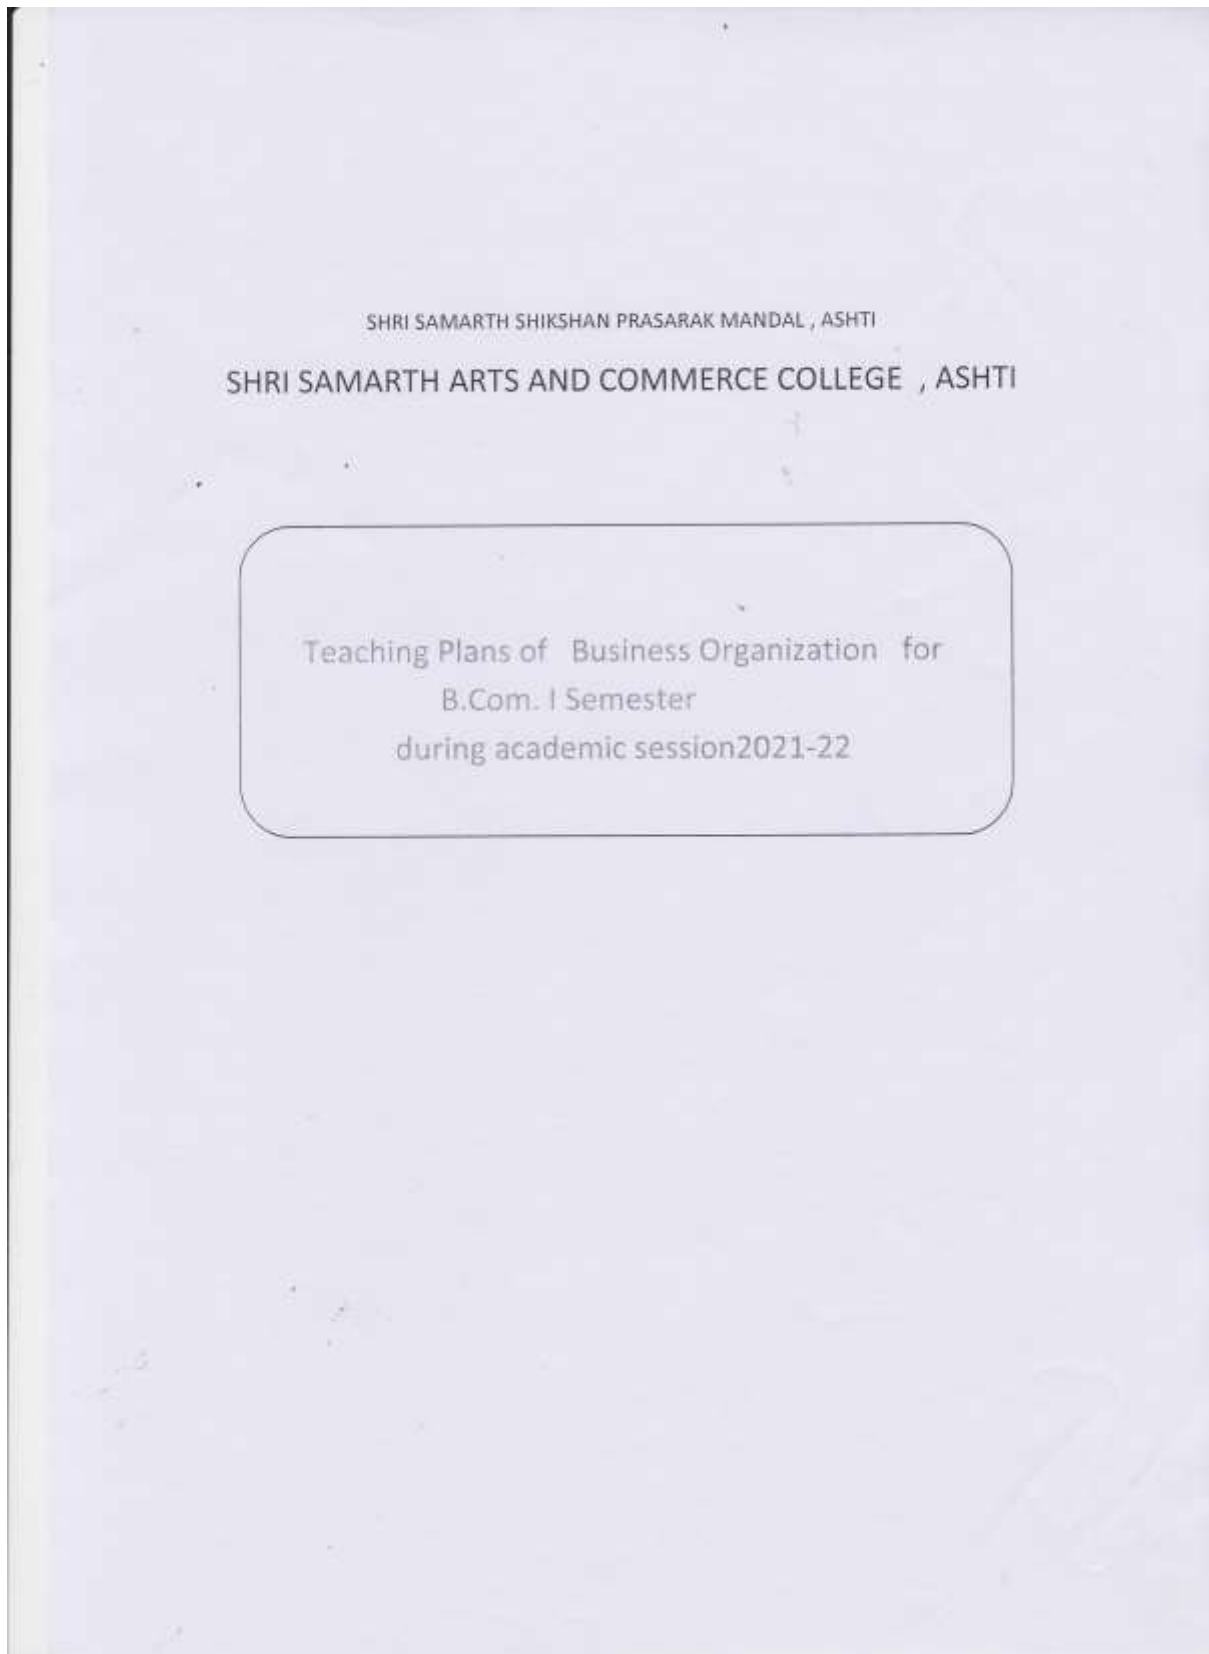 SHRI SAMARTH SHIKSHAN PRASARAK MANDAL , ASHTI
SHRI SAMARTH ARTS AND COMMERCE COLLEGE , ASHTI
Teaching Plans of Business Organization for
B.Com. I Semester
during academic session2021-22